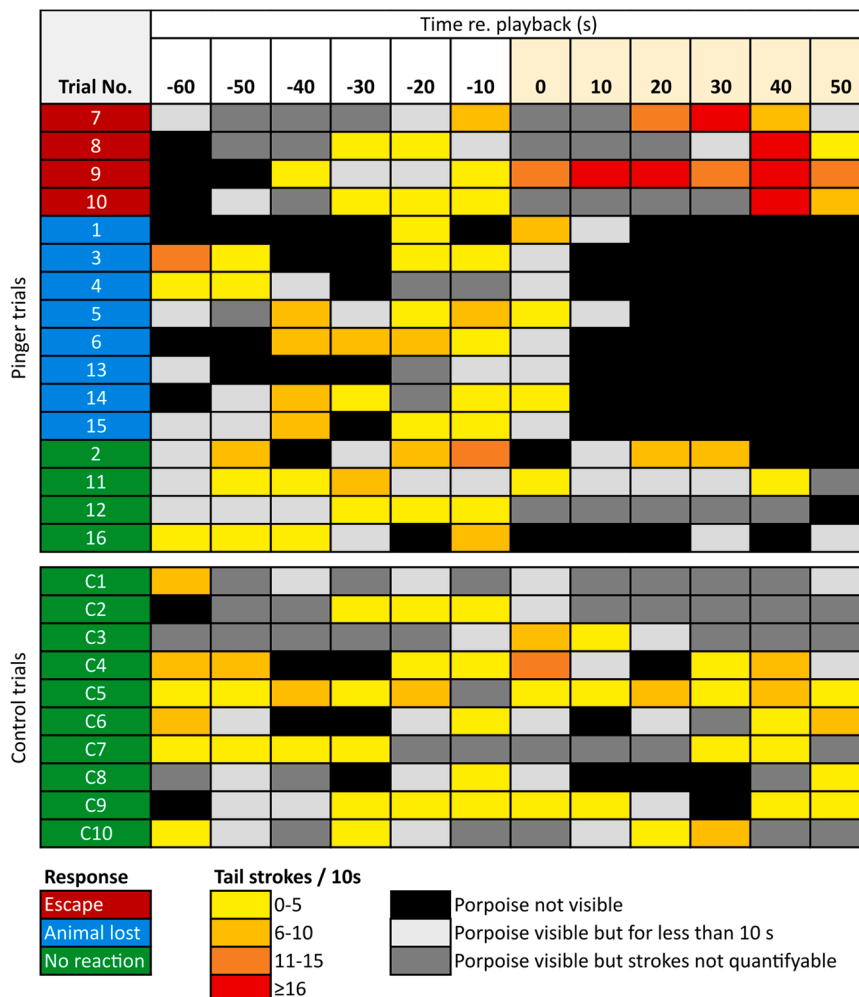 Time re. playback (s)
Trial No. -60 -50 -40 -30 -20 -10 0 10 20 30 40 50
Pinger trials
7
8
9
10
1
3
4
5
6
13
14
15
2
11
12
16
Control trials
C1
C2
C3
C4
C5
C6
C7
C8
C9
C10
Response Tail strokes / 10s
Escape 0-5 Porpoise not visible
Animal lost 6-10 Porpoise visible but for less than 10 s
No reaction 11-15 Porpoise visible but strokes not quantifyable
≥16